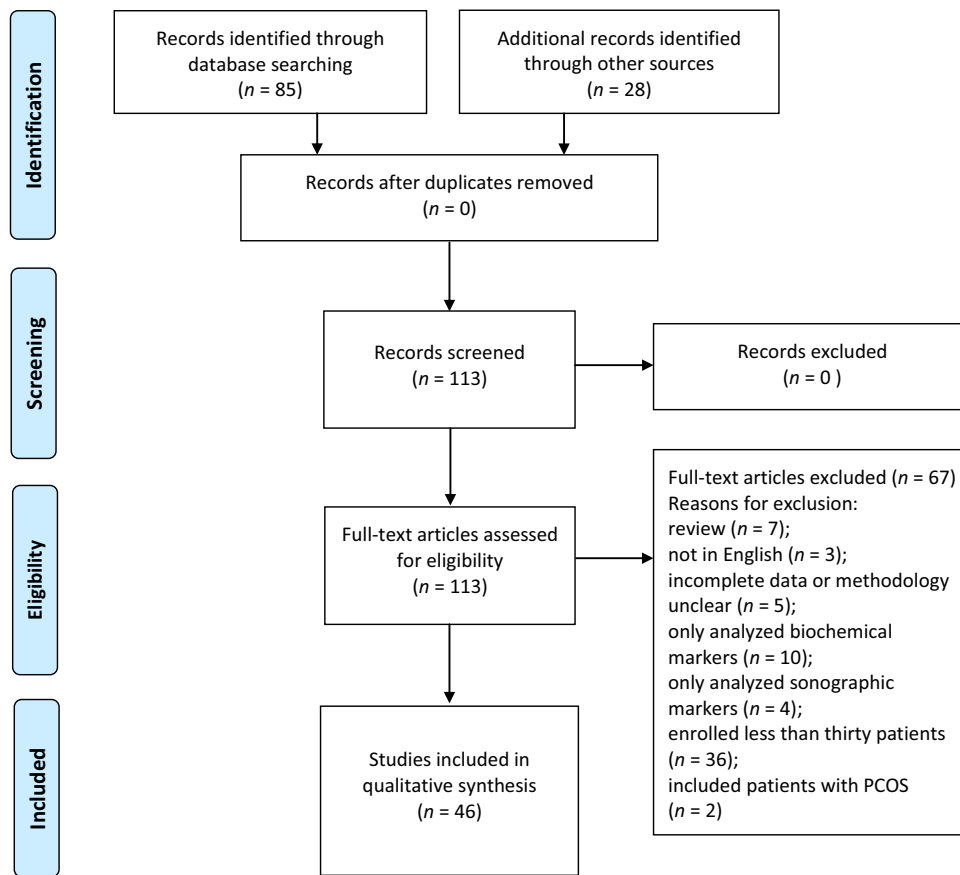 Identification
Records identified through
database searching
(n = 85)
Additional records identified
through other sources
(n = 28)
Records after duplicates removed
(n = 0)
Screening
Records screened
(n = 113)
Records excluded
(n = 0 )
Eligibility
Full-text articles assessed
for eligibility
(n = 113)
Full-text articles excluded (n = 67)
Reasons for exclusion:
review (n = 7);
not in English (n = 3);
incomplete data or methodology
unclear (n = 5);
only analyzed biochemical
markers (n = 10);
only analyzed sonographic
markers (n = 4);
enrolled less than thirty patients
(n = 36);
included patients with PCOS
(n = 2)
Included
Studies included in
qualitative synthesis
(n = 46)